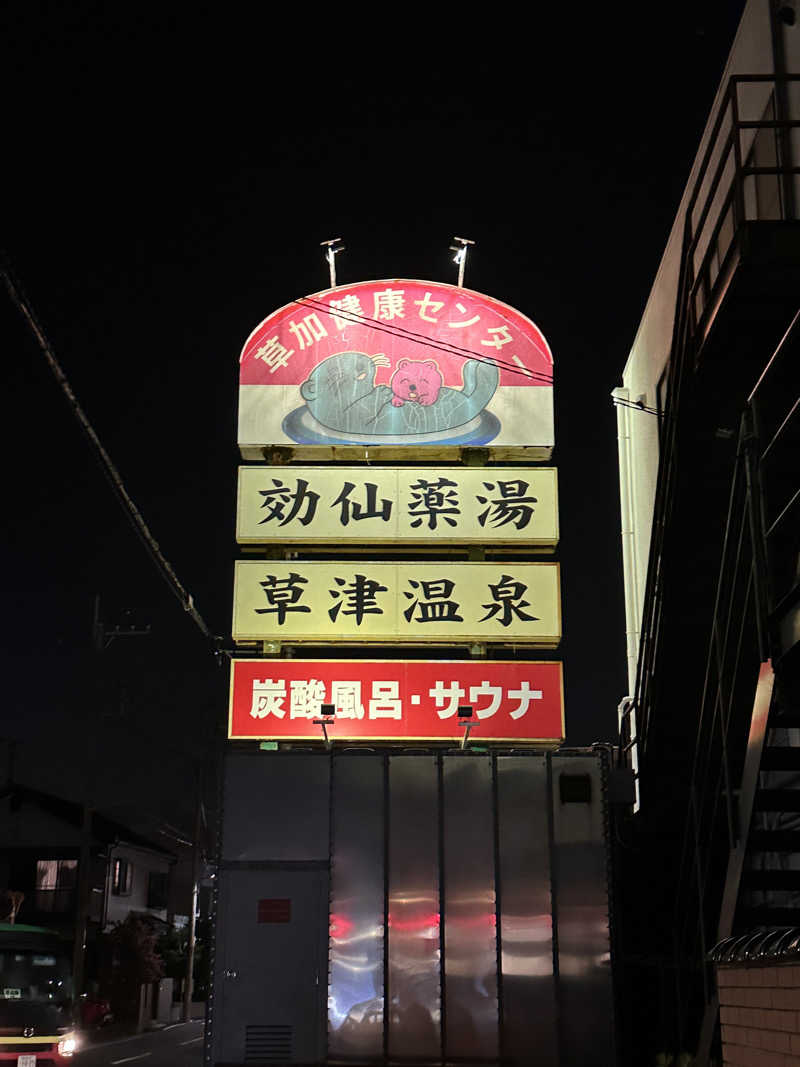 草加健康センター
効仙薬湯
草津温泉
炭酸風呂・サウナ